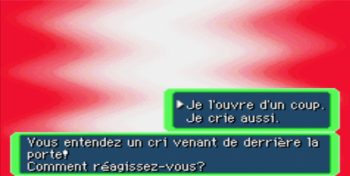 ▶Je l'ouvre d'un coup.
Je crie aussi.
Vous entendez un cri venant de derrière la
porte!
Comment réagissez-vous?